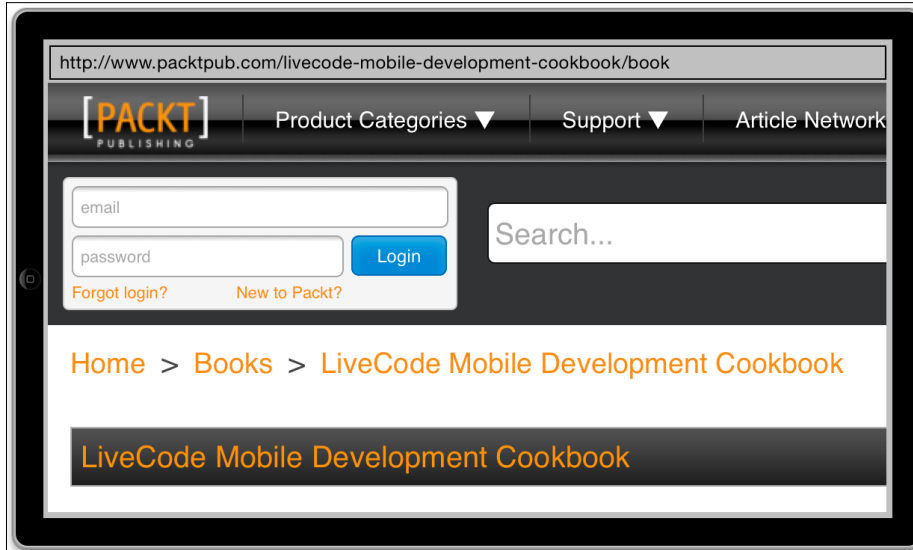 http://www.packtpub.com/livecode-mobile-development-cookbook/book
[PACKT]
PUBLISHING
Product Categories ▼
Support ▼
Article Network
email
Search...
password
Login
Forgot login?
New to Packt?
Home > Books > LiveCode Mobile Development Cookbook
LiveCode Mobile Development Cookbook